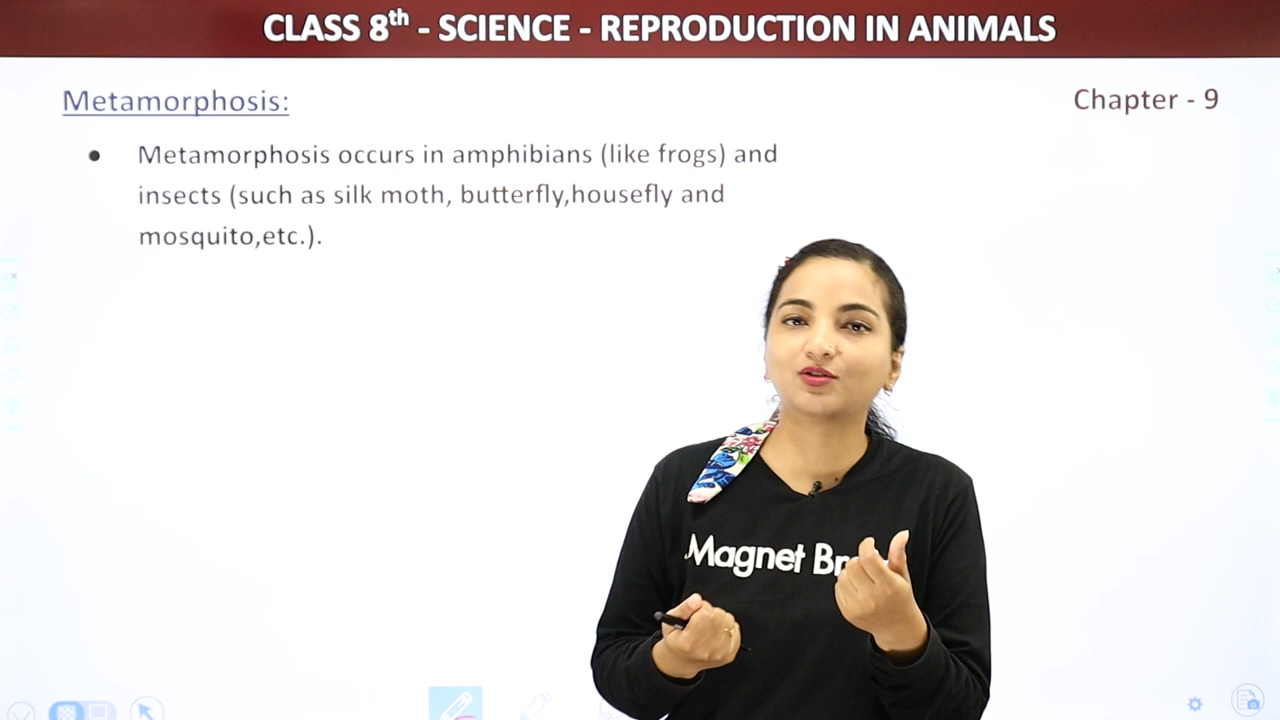 CLASS 8th - SCIENCE - REPRODUCTION IN ANIMALS
Metamorphosis:
Chapter - 9
● Metamorphosis occurs in amphibians (like frogs) and
insects (such as silk moth, butterfly,housefly and
mosquito,etc.).
Magnet